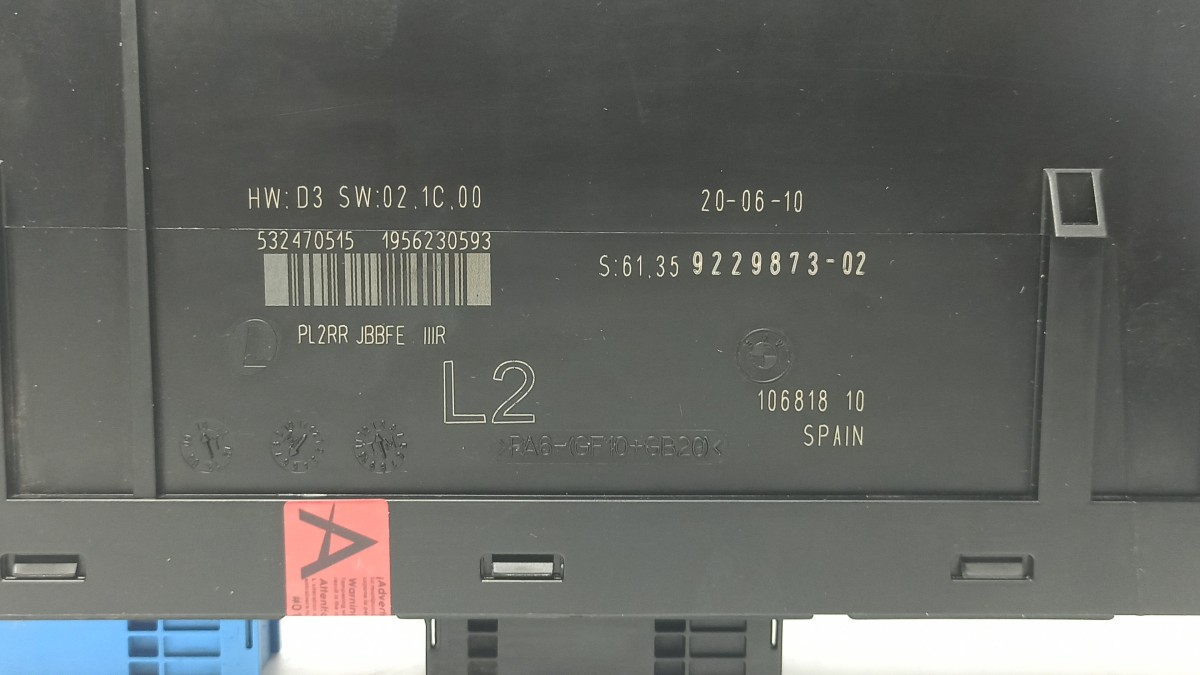 HW: D3 SW:02.1C.00
20-06-10
532470515 1956230593
S:61.35 9229873-02
PL2RR JBBFE IIIR
L2
106818 10
SPAIN
>PA6-(GF10+GB20)<
A